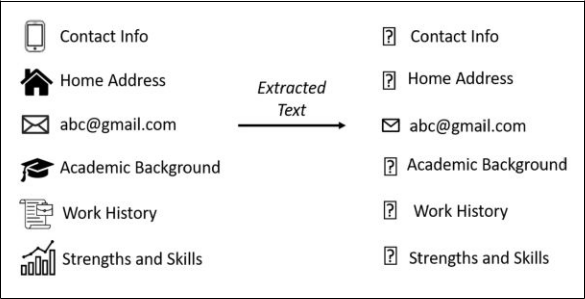 Contact Info
Home Address
abc@gmail.com
Academic Background
Work History
Strengths and Skills
Extracted
Text
⍰ Contact Info
⍰ Home Address
✉ abc@gmail.com
⍰ Academic Background
⍰ Work History
⍰ Strengths and Skills